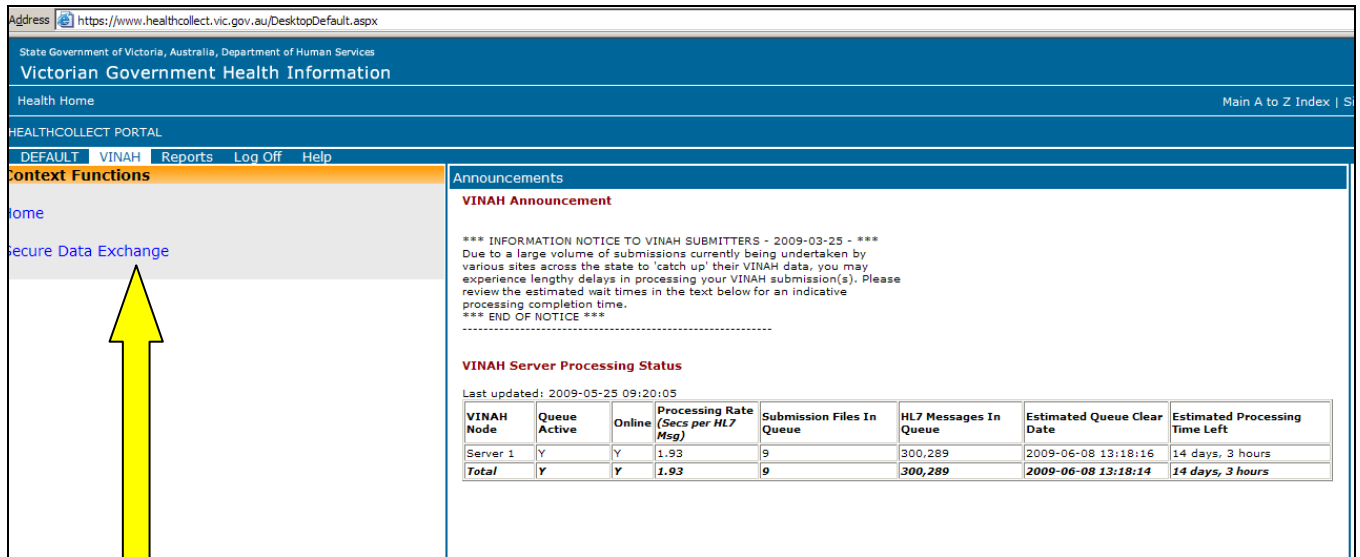 Address https://www.healthcollect.vic.gov.au/DesktopDefault.aspx
State Government of Victoria, Australia, Department of Human Services
Victorian Government Health Information
Health Home
Main A to Z Index | Si
HEALTHCOLLECT PORTAL
DEFAULT VINAH Reports Log Off Help
Context Functions
Home
Secure Data Exchange
Announcements
VINAH Announcement
*** INFORMATION NOTICE TO VINAH SUBMITTERS - 2009-03-25 - ***
Due to a large volume of submissions currently being undertaken by
various sites across the state to 'catch up' their VINAH data, you may
experience lengthy delays in processing your VINAH submission(s). Please
review the estimated wait times in the text below for an indicative
processing completion time.
*** END OF NOTICE ***
------------------------------------------------------------
VINAH Server Processing Status
Last updated: 2009-05-25 09:20:05
VINAH Node Queue Active Online Processing Rate (Secs per HL7 Msg) Submission Files In Queue HL7 Messages In Queue Estimated Queue Clear Date Estimated Processing Time Left
Server 1 Y Y 1.93 9 300,289 2009-06-08 13:18:16 14 days, 3 hours
Total Y Y 1.93 9 300,289 2009-06-08 13:18:14 14 days, 3 hours